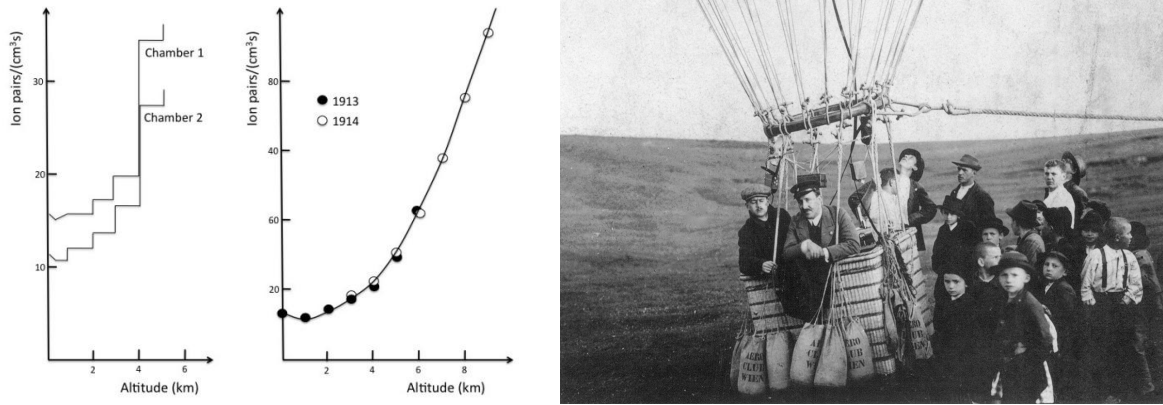 Ion pairs/(cm³s)
30
20
10
Chamber 1
Chamber 2
2 4 6
Altitude (km)
Ion pairs/(cm³s)
80
40
60
20
1913
1914
0 2 4 6 8
Altitude (km)
AERO
CLUB
WIEN